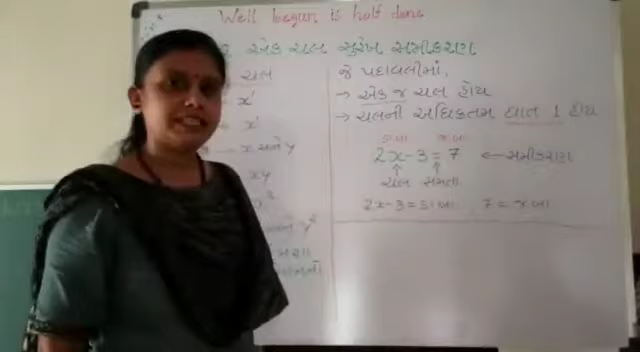 Well begun is half done
એક ચલ સુરેખ સમીકરણ
ચલ
x'
x'
x અને y
xy
જે પદાવલીમાં,
→ એક જ ચલ હોય
→ ચલની અધિકતમ ઘાત 1 હોય
ડા.બા જ.બા
2x-3=7 ← સમીકરણ
ચલ સમતા
2x-3=ડા.બા 7=જ.બા